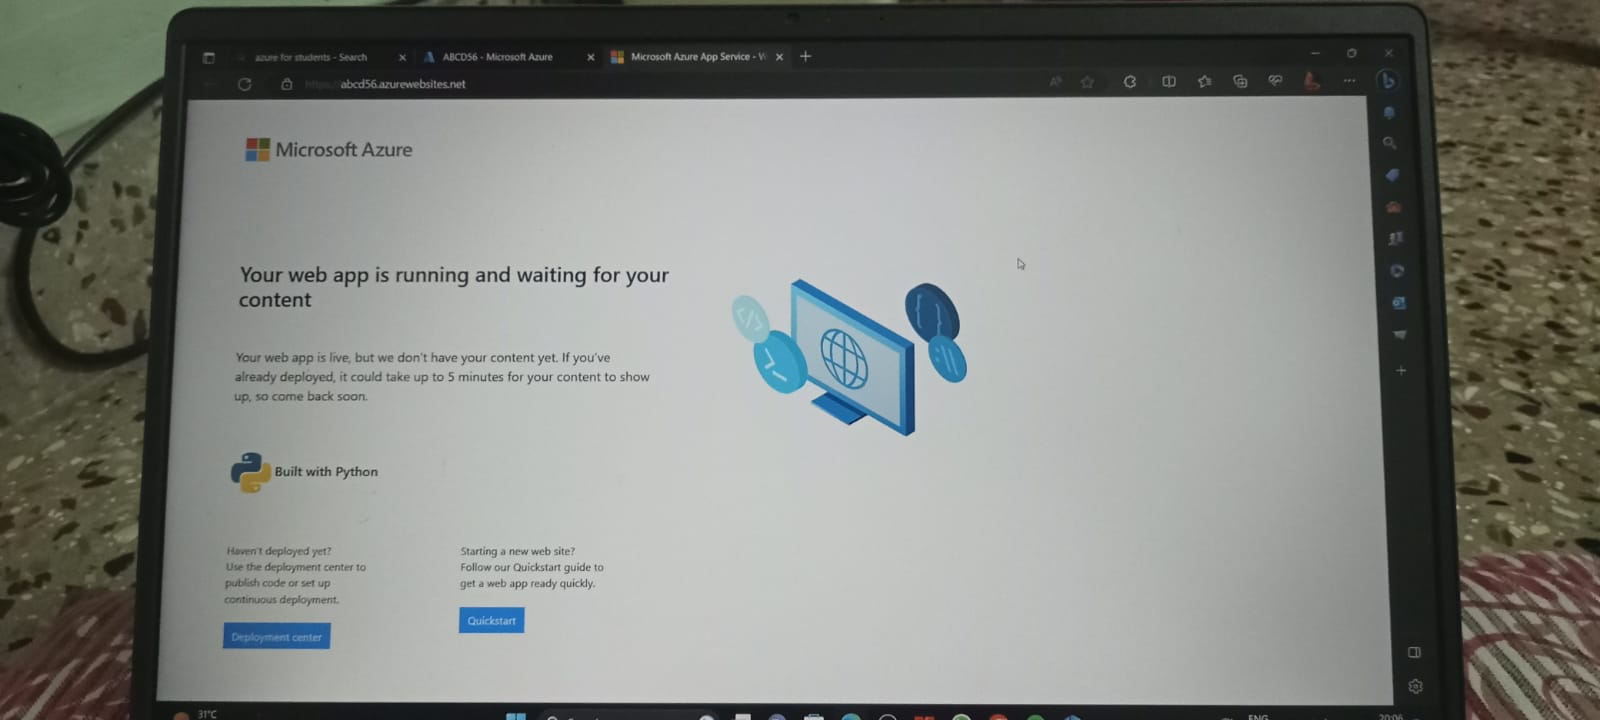 azure for students - Search
ABCD56 - Microsoft Azure
Microsoft Azure App Service - W
https://abcd56.azurewebsites.net
Microsoft Azure
Your web app is running and waiting for your
content
Your web app is live, but we don't have your content yet. If you've
already deployed, it could take up to 5 minutes for your content to show
up, so come back soon.
Built with Python
Haven't deployed yet?
Use the deployment center to
publish code or set up
continuous deployment.
Deployment center
Starting a new web site?
Follow our Quickstart guide to
get a web app ready quickly.
Quickstart
31°C
ENG
20:06